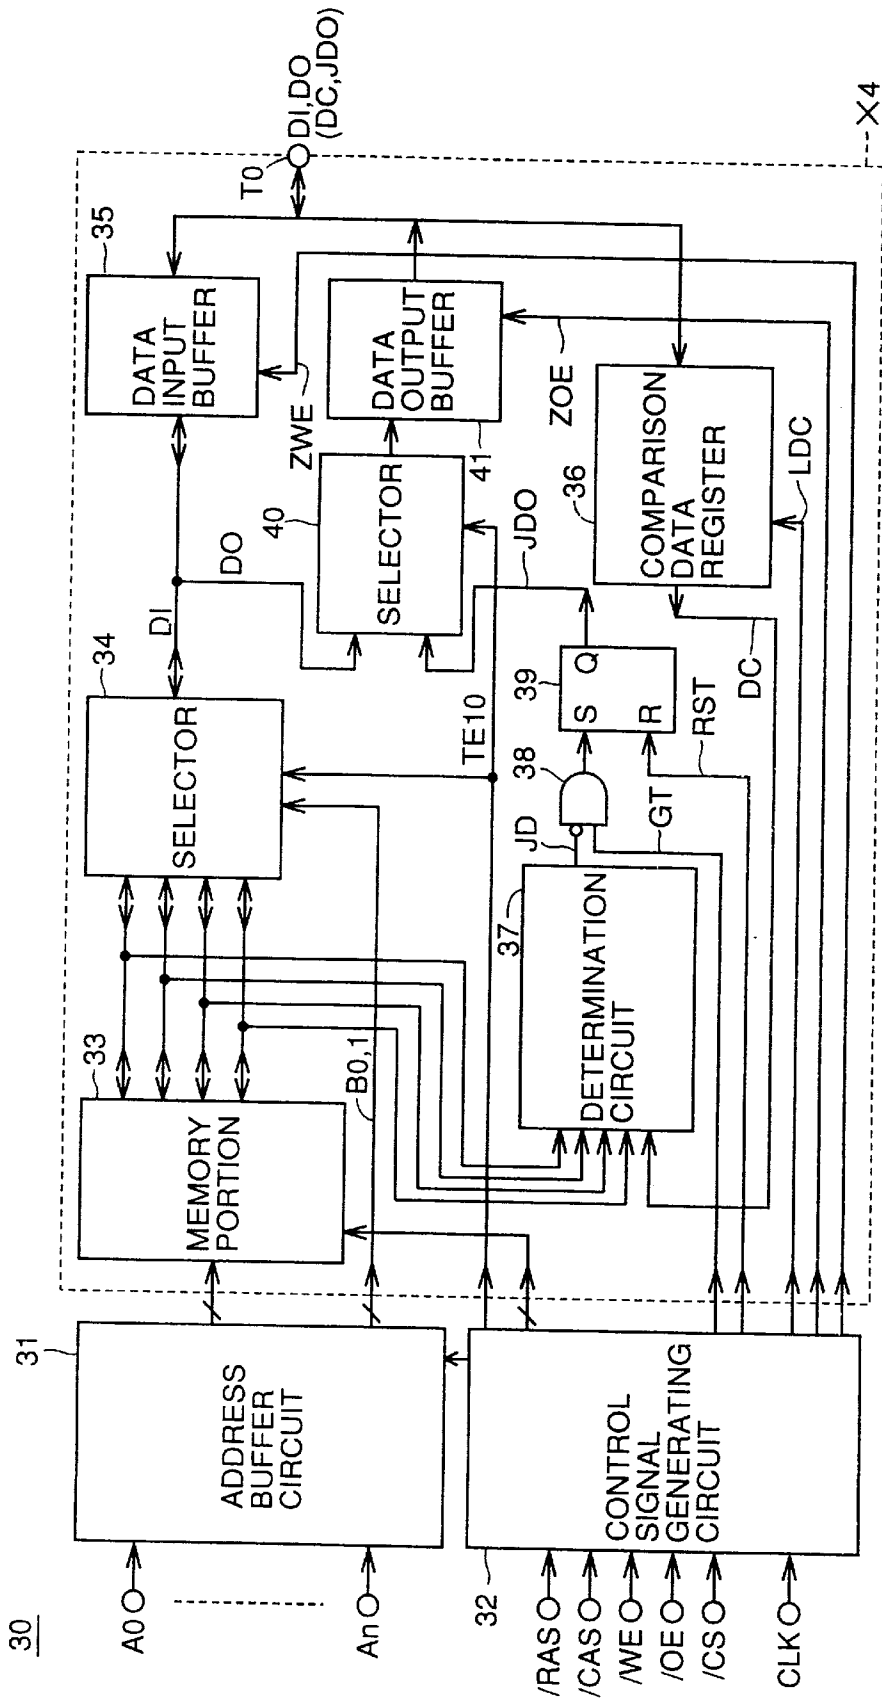 30
A0
An
31
ADDRESS
BUFFER
CIRCUIT
/RAS
/CAS
/WE
/OE
/CS
CLK
32
CONTROL
SIGNAL
GENERATING
CIRCUIT
33
MEMORY
PORTION
B0,1
34
SELECTOR
TE10
37
DETERMINATION
CIRCUIT
JD
38
GT
39
S
R
Q
RST
DI
DO
JDO
40
SELECTOR
35
DATA
INPUT
BUFFER
ZWE
DATA
OUTPUT
BUFFER
41
ZOE
36
COMPARISON
DATA
REGISTER
DC
LDC
T0
DI,DO
(DC,JDO)
X4